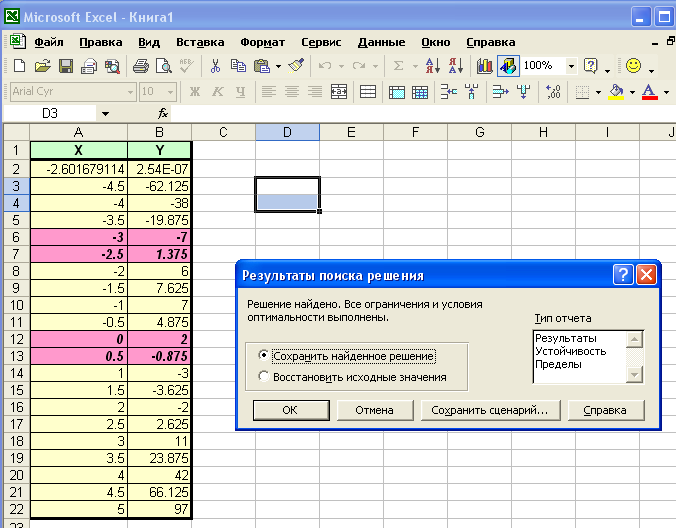 Microsoft Excel - Книга1
Файл Правка Вид Вставка Формат Сервис Данные Окно Справка
100%
Arial Cyr 10 Ж К Ч
D3 fx
A B C D E F G H I J
1 X Y
2 -2.601679114 2.54E-07
3 -4.5 -62.125
4 -4 -38
5 -3.5 -19.875
6 -3 -7
7 -2.5 1.375
8 -2 6
9 -1.5 7.625
10 -1 7
11 -0.5 4.875
12 0 2
13 0.5 -0.875
14 1 -3
15 1.5 -3.625
16 2 -2
17 2.5 2.625
18 3 11
19 3.5 23.875
20 4 42
21 4.5 66.125
22 5 97
23
Результаты поиска решения
Решение найдено. Все ограничения и условия
оптимальности выполнены.
Тип отчета
Результаты
Устойчивость
Пределы
Сохранить найденное решение
Восстановить исходные значения
ОК Отмена Сохранить сценарий... Справка